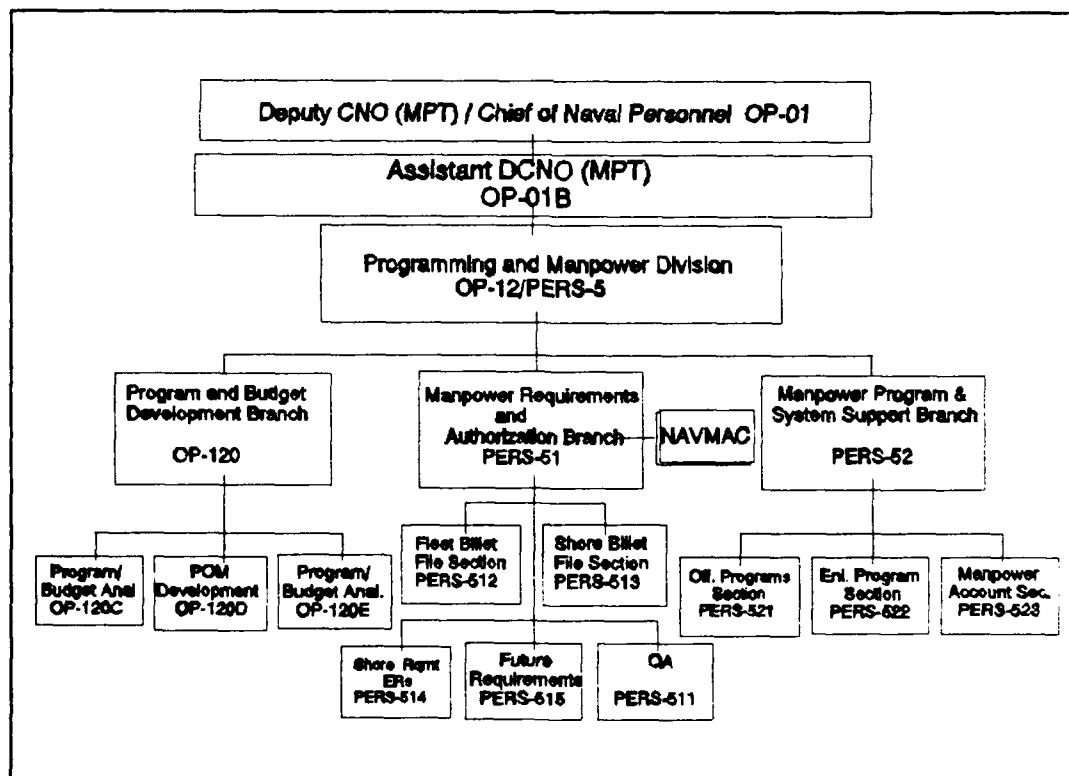 Deputy CNO (MPT) / Chief of Naval Personnel OP-01
Assistant DCNO (MPT)
OP-01B
Programming and Manpower Division
OP-12/PERS-5
Program and Budget
Development Branch
OP-120
Manpower Requirements
and
Authorization Branch
PERS-51
NAVMAC
Manpower Program &
System Support Branch
PERS-52
Program/
Budget Anal
OP-120C
POM
Development
OP-120D
Program/
Budget Anal.
OP-120E
Fleet Billet
File Section
PERS-512
Shore Billet
File Section
PERS-513
Off. Programs
Section
PERS-521
Enl. Program
Section
PERS-522
Manpower
Account Sec.
PERS-523
Shore Rqmt
ERs
PERS-514
Future
Requirements
PERS-515
QA
PERS-511